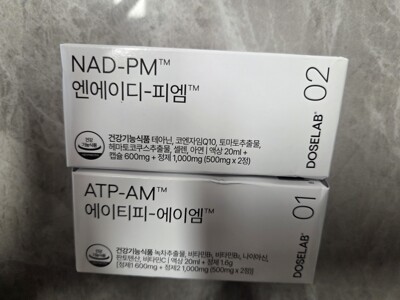 NAD-PM™
엔에이디-피엠™
건강기능식품 테아닌, 코엔자임Q10, 토마토추출물,
헤마토코쿠스추출물, 셀렌, 아연 | 액상 20ml +
캡슐 600mg + 정제 1,000mg (500mg x 2정)
DOSELAB® 02
ATP-AM™
에이티피-에이엠™
건강기능식품 녹차추출물, 비타민B₁, 비타민B₆, 나이아신,
판토텐산, 비타민C | 액상 20ml + 정제 1.6g
[정제1 600mg + 정제2 1,000mg (500mg x 2정)]
DOSELAB® 01